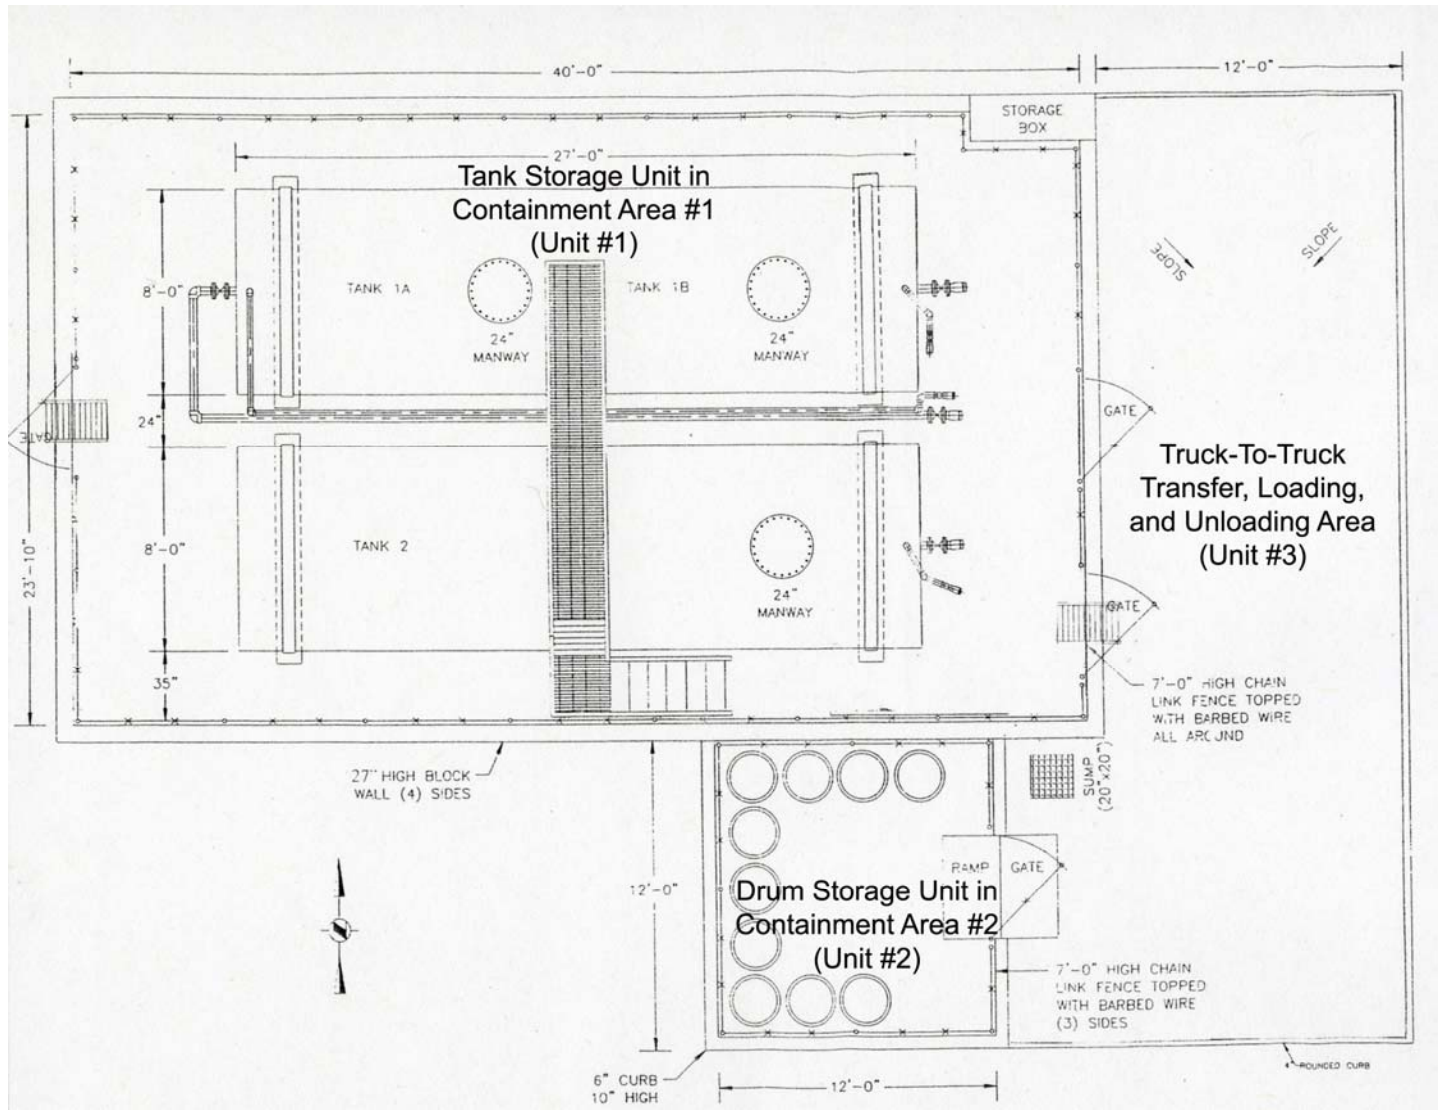 40'-0"
12'-0"
STORAGE
BOX
27'-0"
Tank Storage Unit in
Containment Area #1
(Unit #1)
SLOPE
SLOPE
8'-0"
TANK 1A
TANK 1B
24"
MANWAY
24"
MANWAY
24"
GATE
GATE
Truck-To-Truck
Transfer, Loading,
and Unloading Area
(Unit #3)
23'-10"
8'-0"
TANK 2
24"
MANWAY
GATE
35"
7'-0" HIGH CHAIN
LINK FENCE TOPPED
WITH BARBED WIRE
ALL AROUND
27" HIGH BLOCK
WALL (4) SIDES
SUMP
(20"x20")
12'-0"
RAMP
GATE
Drum Storage Unit in
Containment Area #2
(Unit #2)
7'-0" HIGH CHAIN
LINK FENCE TOPPED
WITH BARBED WIRE
(3) SIDES
6" CURB
10" HIGH
12'-0"
4" ROUNDED CURB